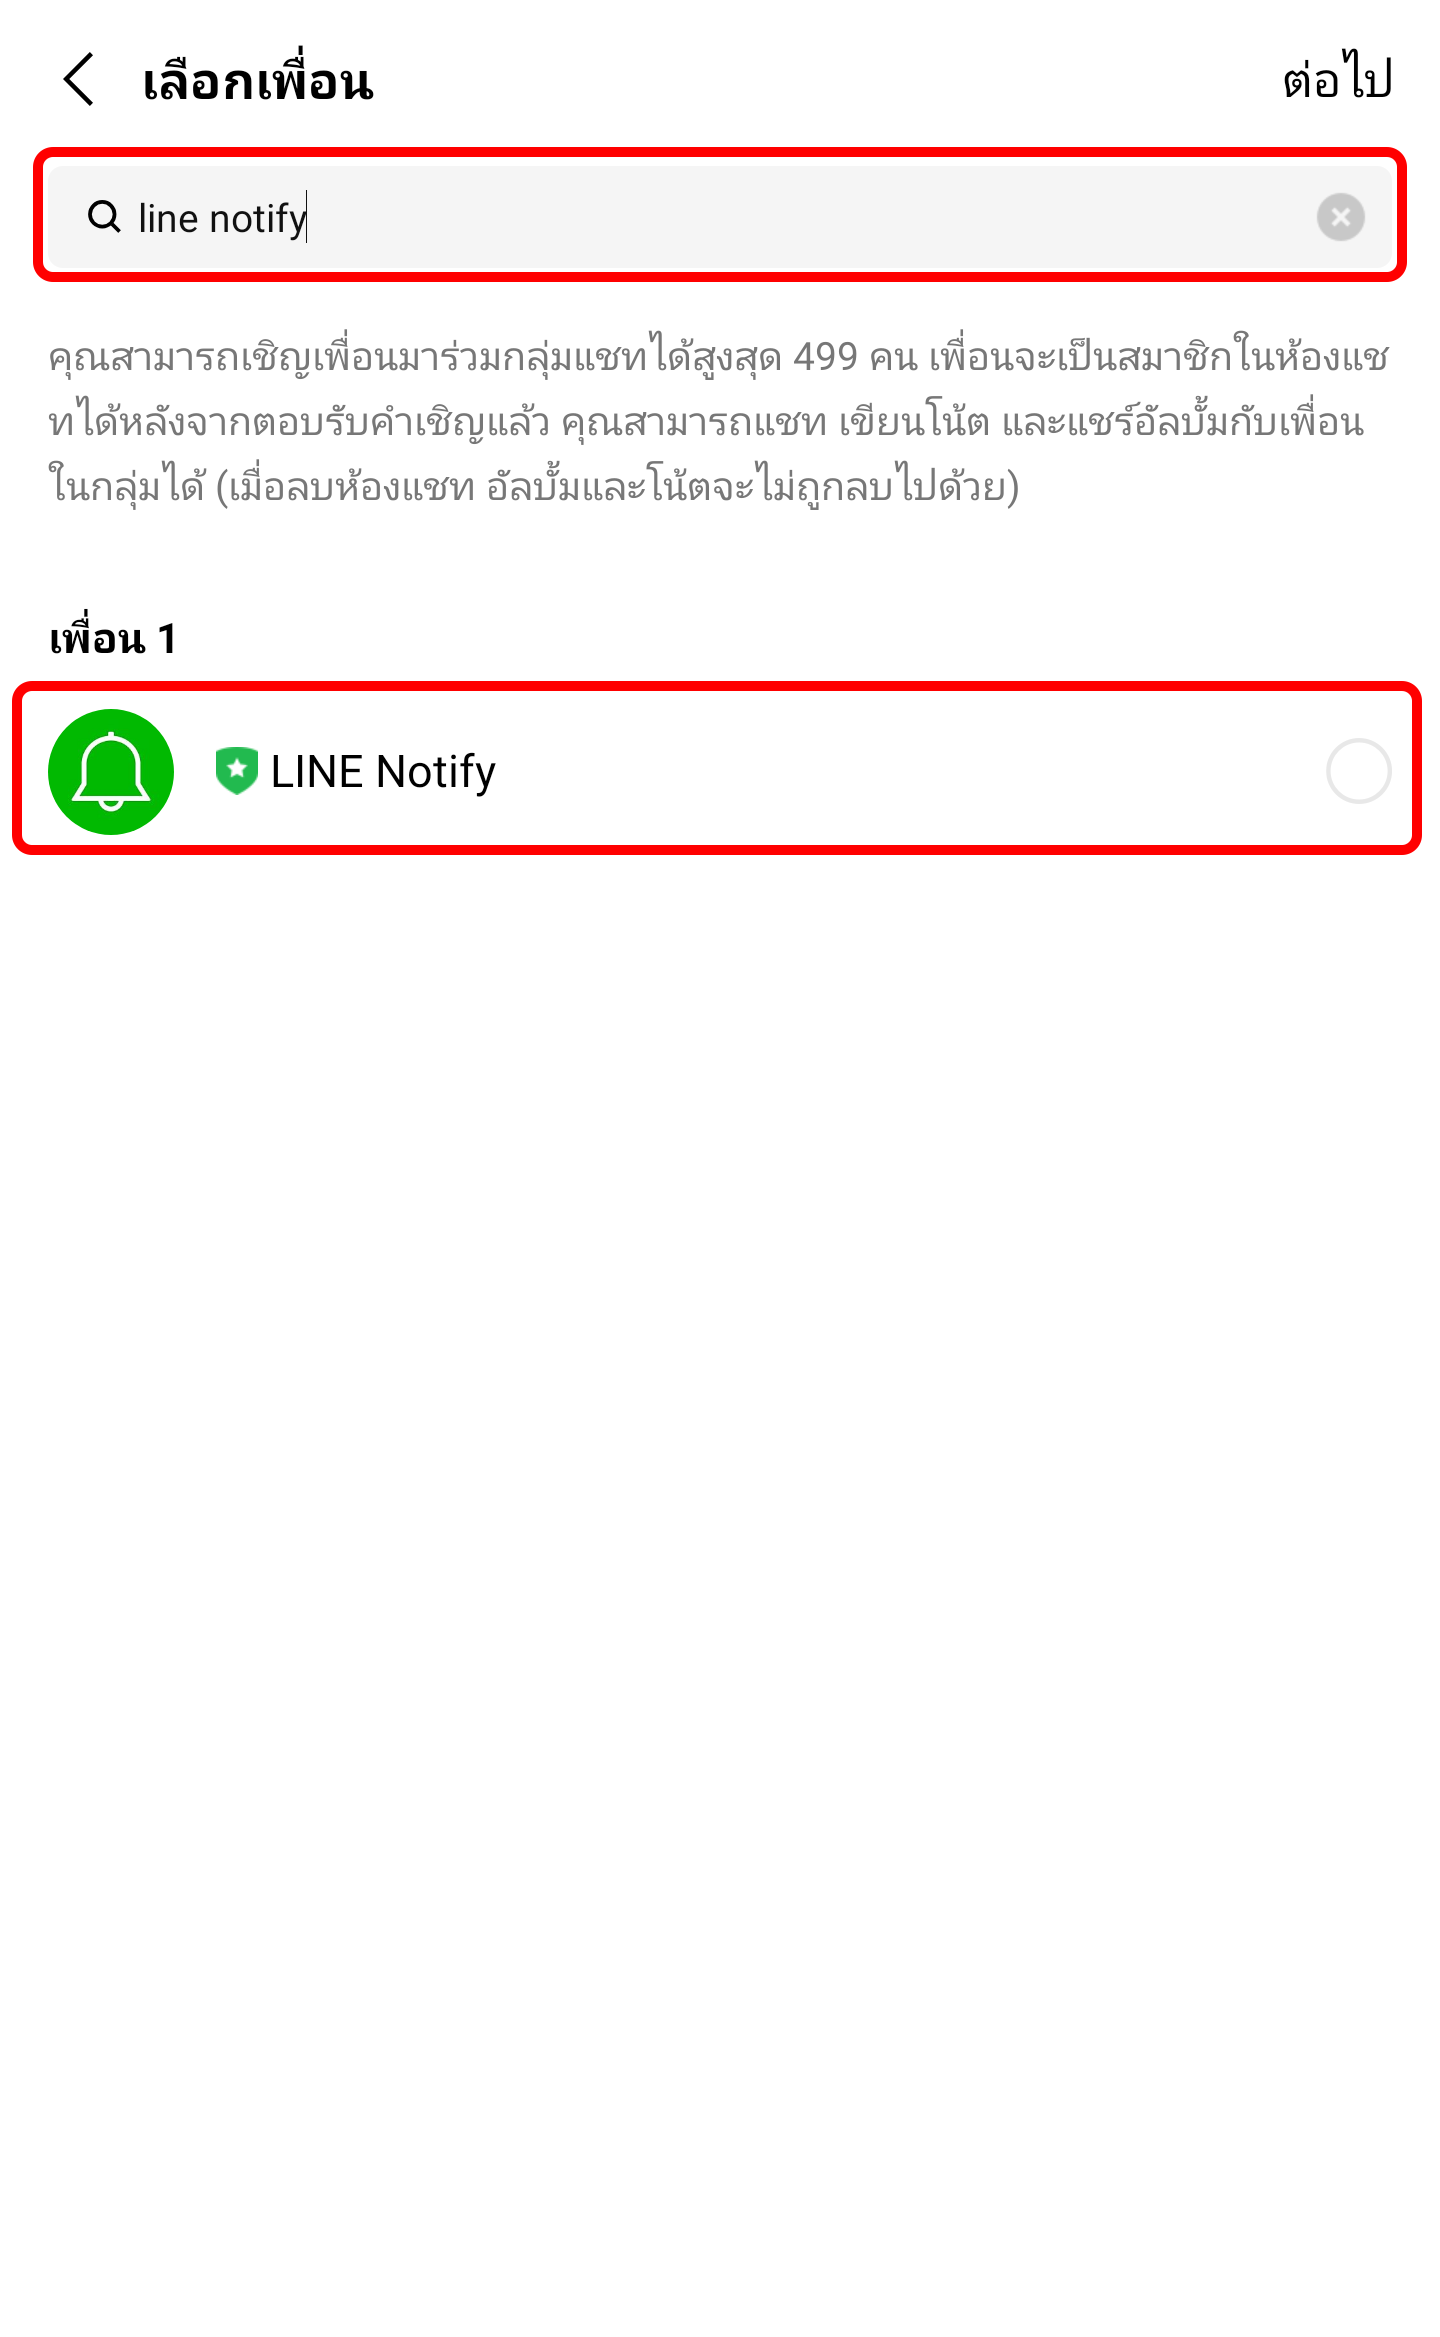 เลือกเพื่อน
ต่อไป
line notify
คุณสามารถเชิญเพื่อนมาร่วมกลุ่มแชทได้สูงสุด 499 คน เพื่อนจะเป็นสมาชิกในห้องแช
ทได้หลังจากตอบรับคำเชิญแล้ว คุณสามารถแชท เขียนโน้ต และแชร์อัลบั้มกับเพื่อน
ในกลุ่มได้ (เมื่อลบห้องแชท อัลบั้มและโน้ตจะไม่ถูกลบไปด้วย)
เพื่อน 1
LINE Notify